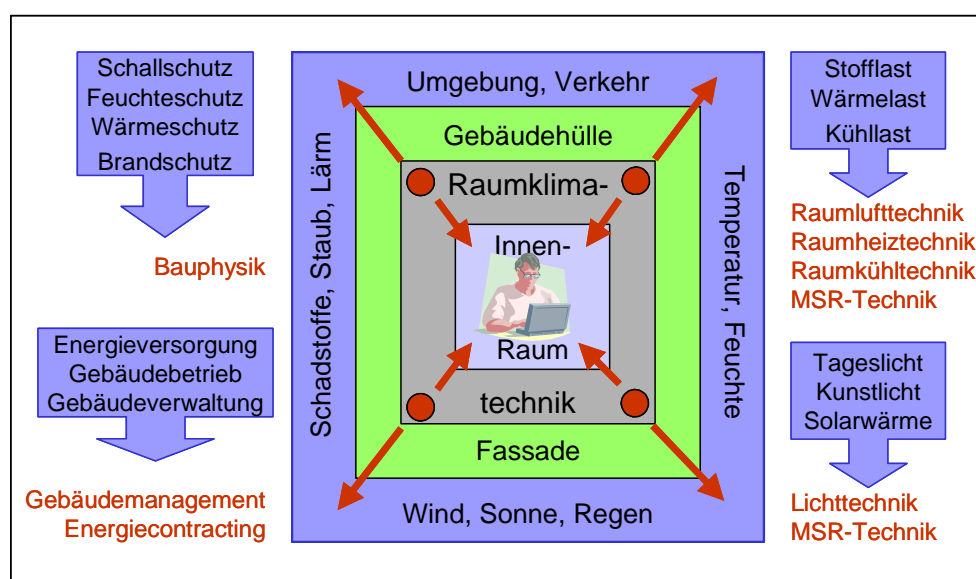 Schallschutz
Feuchteschutz
Wärmeschutz
Brandschutz
Bauphysik
Energieversorgung
Gebäudebetrieb
Gebäudeverwaltung
Gebäudemanagement
Energiecontracting
Umgebung, Verkehr
Schadstoffe, Staub, Lärm
Gebäudehülle
Raumklima-
Innen-
Raum
technik
Fassade
Wind, Sonne, Regen
Temperatur, Feuchte
Stofflast
Wärmelast
Kühllast
Raumlufttechnik
Raumheiztechnik
Raumkühltechnik
MSR-Technik
Tageslicht
Kunstlicht
Solarwärme
Lichttechnik
MSR-Technik